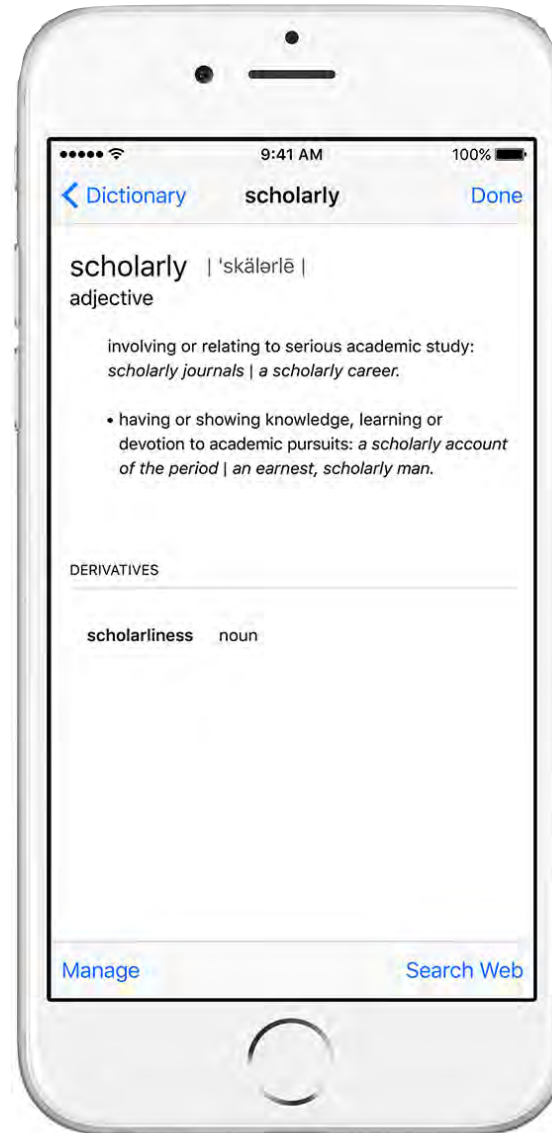 9:41 AM 100%
Dictionary scholarly Done
scholarly | 'skälərlē |
adjective
involving or relating to serious academic study:
scholarly journals | a scholarly career.
• having or showing knowledge, learning or
devotion to academic pursuits: a scholarly account
of the period | an earnest, scholarly man.
DERIVATIVES
scholarliness noun
Manage Search Web